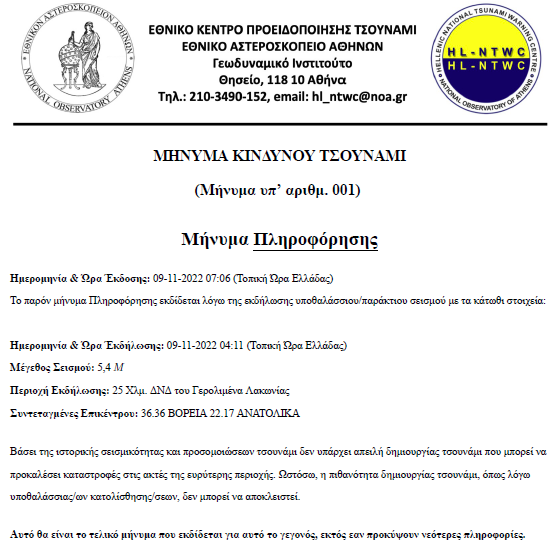 ΕΘΝΙΚΟΝ ΑΣΤΕΡΟΣΚΟΠΕΙΟΝ ΑΘΗΝΩΝ
NATIONAL OBSERVATORY ATHENS
ΕΘΝΙΚΟ ΚΕΝΤΡΟ ΠΡΟΕΙΔΟΠΟΙΗΣΗΣ ΤΣΟΥΝΑΜΙ
ΕΘΝΙΚΟ ΑΣΤΕΡΟΣΚΟΠΕΙΟ ΑΘΗΝΩΝ
Γεωδυναμικό Ινστιτούτο
Θησείο, 118 10 Αθήνα
Τηλ.: 210-3490-152, email: hl_ntwc@noa.gr
HELLENIC NATIONAL TSUNAMI WARNING CENTRE
HL-NTWC
HL-NTWC
NATIONAL OBSERVATORY OF ATHENS
ΜΗΝΥΜΑ ΚΙΝΔΥΝΟΥ ΤΣΟΥΝΑΜΙ
(Μήνυμα υπ’ αριθμ. 001)
Μήνυμα Πληροφόρησης
Ημερομηνία & Ώρα Έκδοσης: 09-11-2022 07:06 (Τοπική Ώρα Ελλάδας)
Το παρόν μήνυμα Πληροφόρησης εκδίδεται λόγω της εκδήλωσης υποθαλάσσιου/παράκτιου σεισμού με τα κάτωθι στοιχεία:
Ημερομηνία & Ώρα Έκδήλωσης: 09-11-2022 04:11 (Τοπική Ώρα Ελλάδας)
Μέγεθος Σεισμού: 5,4 M
Περιοχή Εκδήλωσης: 25 Χλμ. ΔΝΔ του Γερολιμένα Λακωνίας
Συντεταγμένες Επικέντρου: 36.36 ΒΟΡΕΙΑ 22.17 ΑΝΑΤΟΛΙΚΑ
Βάσει της ιστορικής σεισμικότητας και προσομοιώσεων τσουνάμι δεν υπάρχει απειλή δημιουργίας τσουνάμι που μπορεί να
προκαλέσει καταστροφές στις ακτές της ευρύτερης περιοχής. Ωστόσο, η πιθανότητα δημιουργίας τσουνάμι, όπως λόγω
υποθαλάσσιας/ων κατολίσθησης/σεων, δεν μπορεί να αποκλειστεί.
Αυτό θα είναι το τελικό μήνυμα που εκδίδεται για αυτό το γεγονός, εκτός εαν προκύψουν νεότερες πληροφορίες.